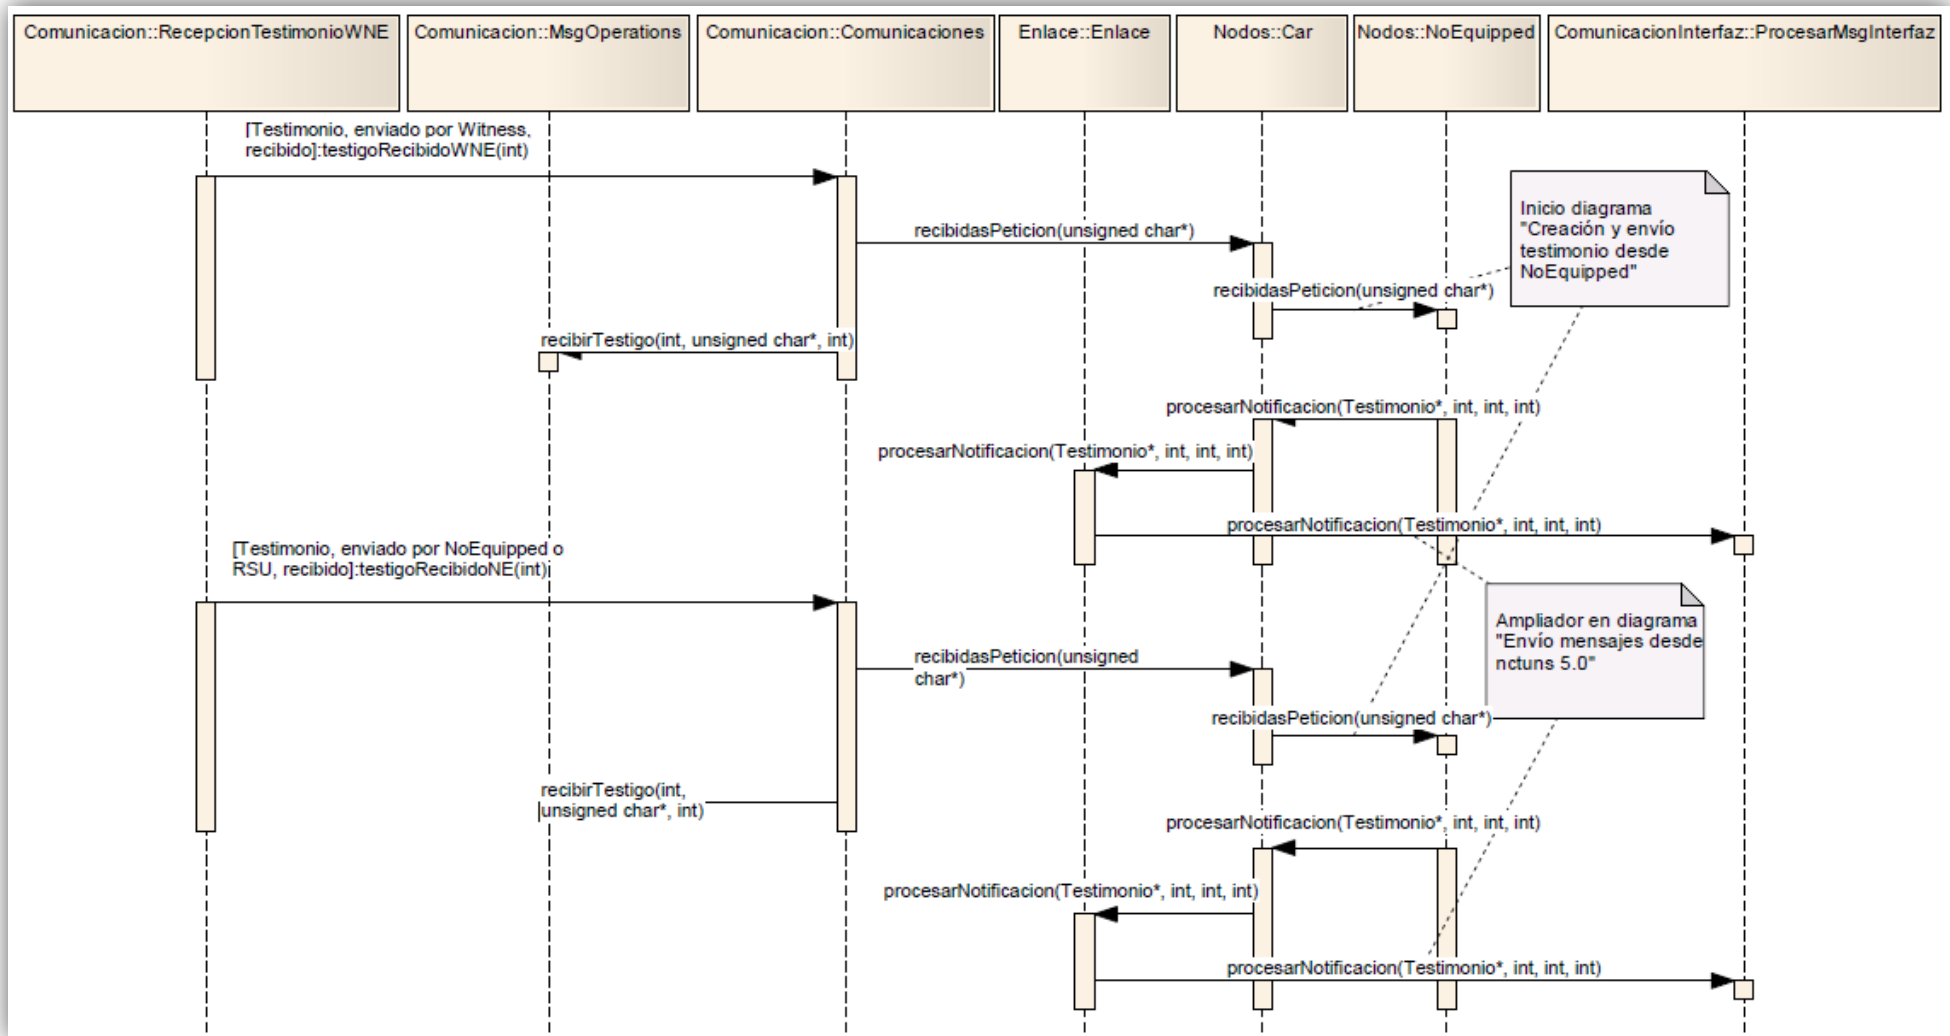 Comunicacion::RecepcionTestimonioWNE
Comunicacion::MsgOperations
Comunicacion::Comunicaciones
Enlace::Enlace
Nodos::Car
Nodos::NoEquipped
ComunicacionInterfaz::ProcesarMsgInterfaz
[Testimonio, enviado por Witness,
recibido]:testigoRecibidoWNE(int)
recibidasPeticion(unsigned char*)
Inicio diagrama
"Creación y envío
testimonio desde
NoEquipped"
recibidasPeticion(unsigned char*)
recibirTestigo(int, unsigned char*, int)
procesarNotificacion(Testimonio*, int, int, int)
procesarNotificacion(Testimonio*, int, int, int)
procesarNotificacion(Testimonio*, int, int, int)
[Testimonio, enviado por NoEquipped o
RSU, recibido]:testigoRecibidoNE(int)
Ampliador en diagrama
"Envío mensajes desde
nctuns 5.0"
recibidasPeticion(unsigned
char*)
recibidasPeticion(unsigned char*)
recibirTestigo(int,
unsigned char*, int)
procesarNotificacion(Testimonio*, int, int, int)
procesarNotificacion(Testimonio*, int, int, int)
procesarNotificacion(Testimonio*, int, int, int)